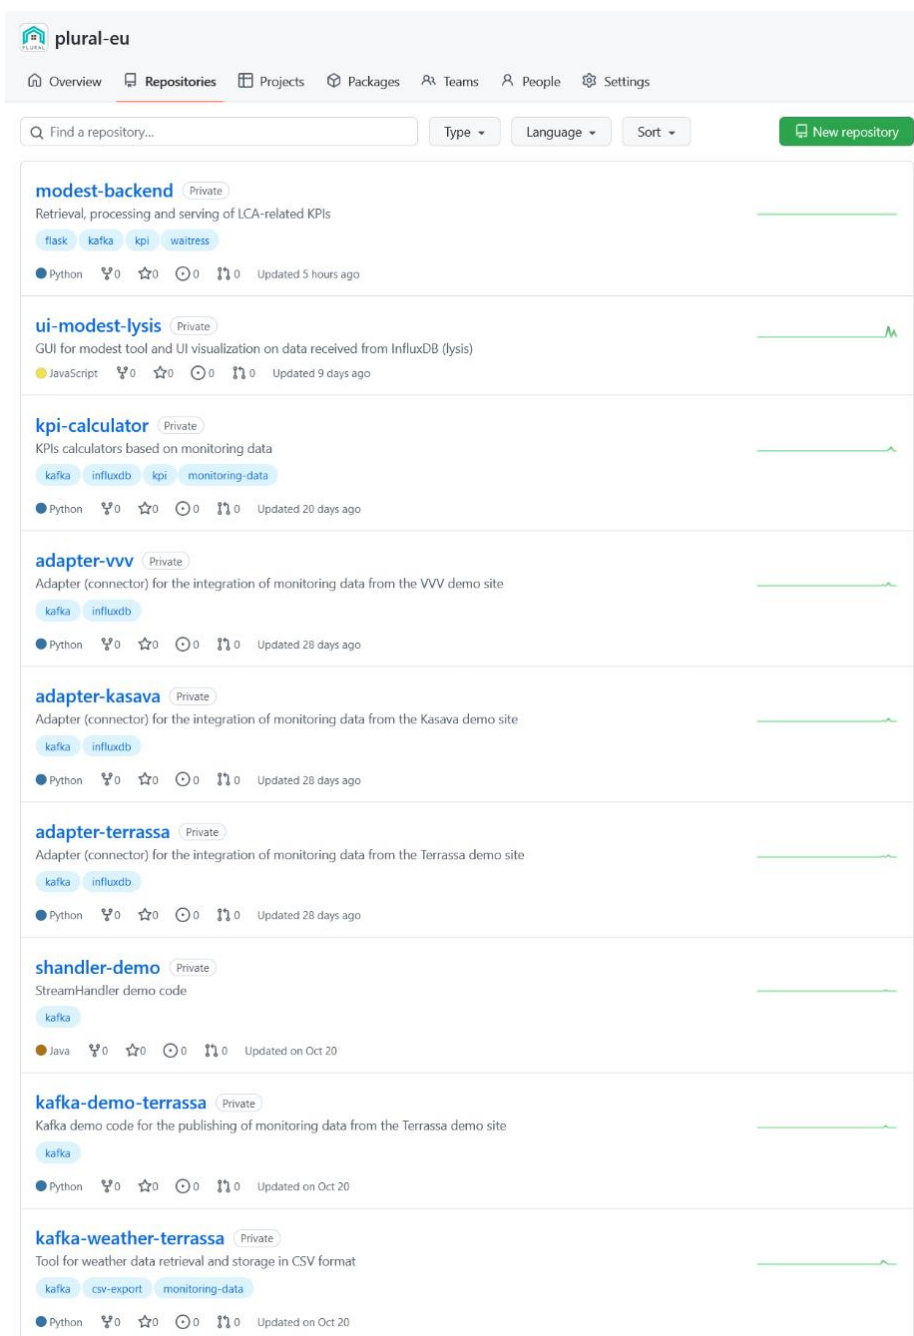 PLURAL
plural-eu
Overview Repositories Projects Packages Teams People Settings
Find a repository... Type Language Sort New repository
modest-backend Private
Retrieval, processing and serving of LCA-related KPIs
flask kafka kpi waitress
Python 0 0 0 0 Updated 5 hours ago
ui-modest-lysis Private
GUI for modest tool and UI visualization on data received from InfluxDB (lysis)
JavaScript 0 0 0 0 Updated 9 days ago
kpi-calculator Private
KPIs calculators based on monitoring data
kafka influxdb kpi monitoring-data
Python 0 0 0 0 Updated 20 days ago
adapter-vvv Private
Adapter (connector) for the integration of monitoring data from the VVV demo site
kafka influxdb
Python 0 0 0 0 Updated 28 days ago
adapter-kasava Private
Adapter (connector) for the integration of monitoring data from the Kasava demo site
kafka influxdb
Python 0 0 0 0 Updated 28 days ago
adapter-terrassa Private
Adapter (connector) for the integration of monitoring data from the Terrassa demo site
kafka influxdb
Python 0 0 0 0 Updated 28 days ago
shandler-demo Private
StreamHandler demo code
kafka
Java 0 0 0 0 Updated on Oct 20
kafka-demo-terrassa Private
Kafka demo code for the publishing of monitoring data from the Terrassa demo site
kafka
Python 0 0 0 0 Updated on Oct 20
kafka-weather-terrassa Private
Tool for weather data retrieval and storage in CSV format
kafka csv-export monitoring-data
Python 0 0 0 0 Updated on Oct 20